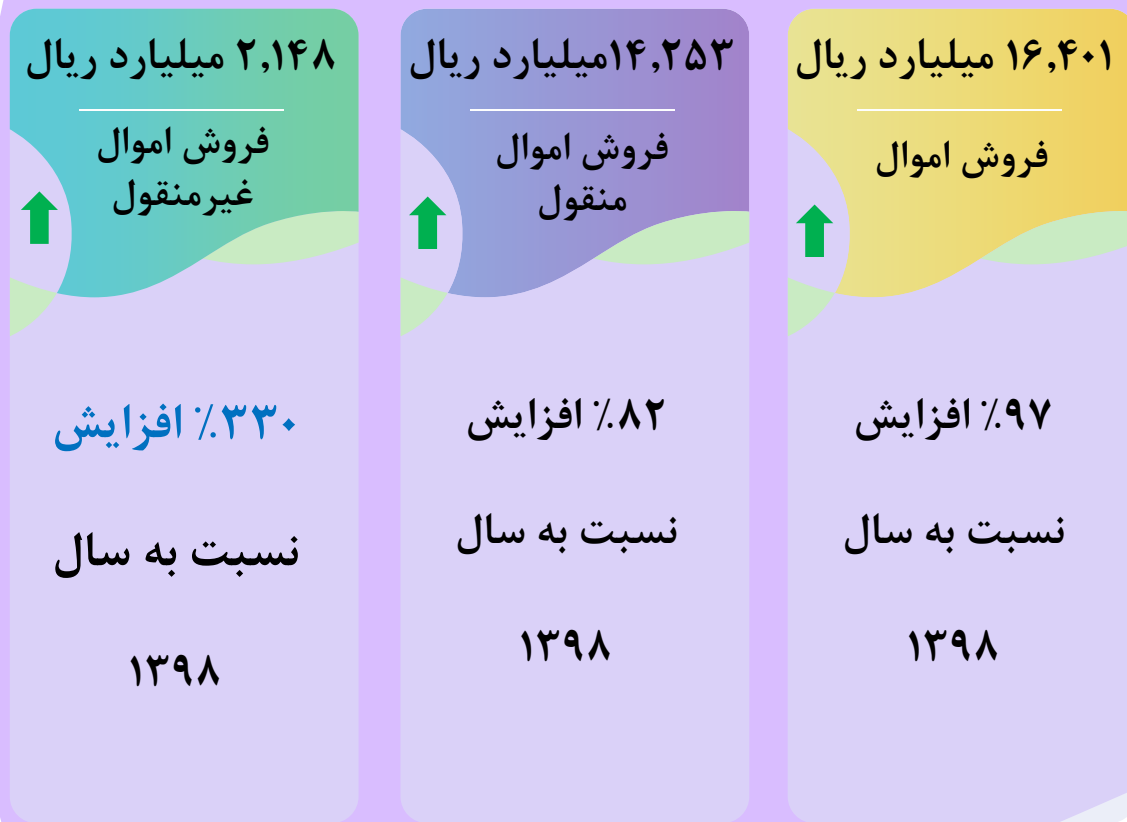 ۱۶,۴۰۱ میلیارد ریال
فروش اموال
۹۷٪ افزایش
نسبت به سال
۱۳۹۸
۱۴,۲۵۳میلیارد ریال
فروش اموال
منقول
۸۲٪ افزایش
نسبت به سال
۱۳۹۸
۲,۱۴۸ میلیارد ریال
فروش اموال
غیرمنقول
۳۳۰٪ افزایش
نسبت به سال
۱۳۹۸